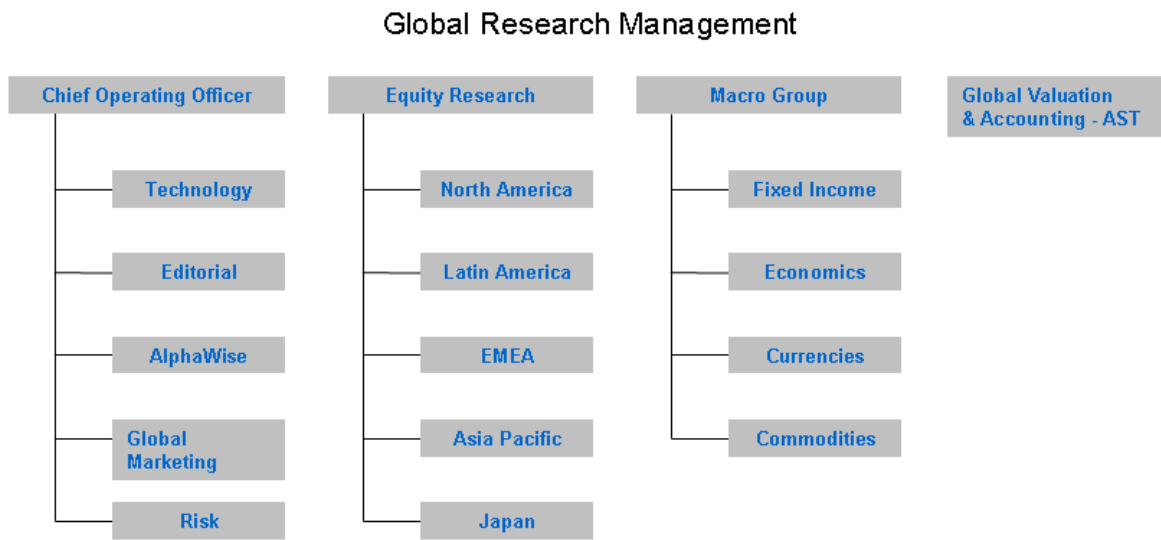 Global Research Management
Chief Operating Officer
Technology
Editorial
AlphaWise
Global
Marketing
Risk
Equity Research
North America
Latin America
EMEA
Asia Pacific
Japan
Macro Group
Fixed Income
Economics
Currencies
Commodities
Global Valuation
& Accounting - AST